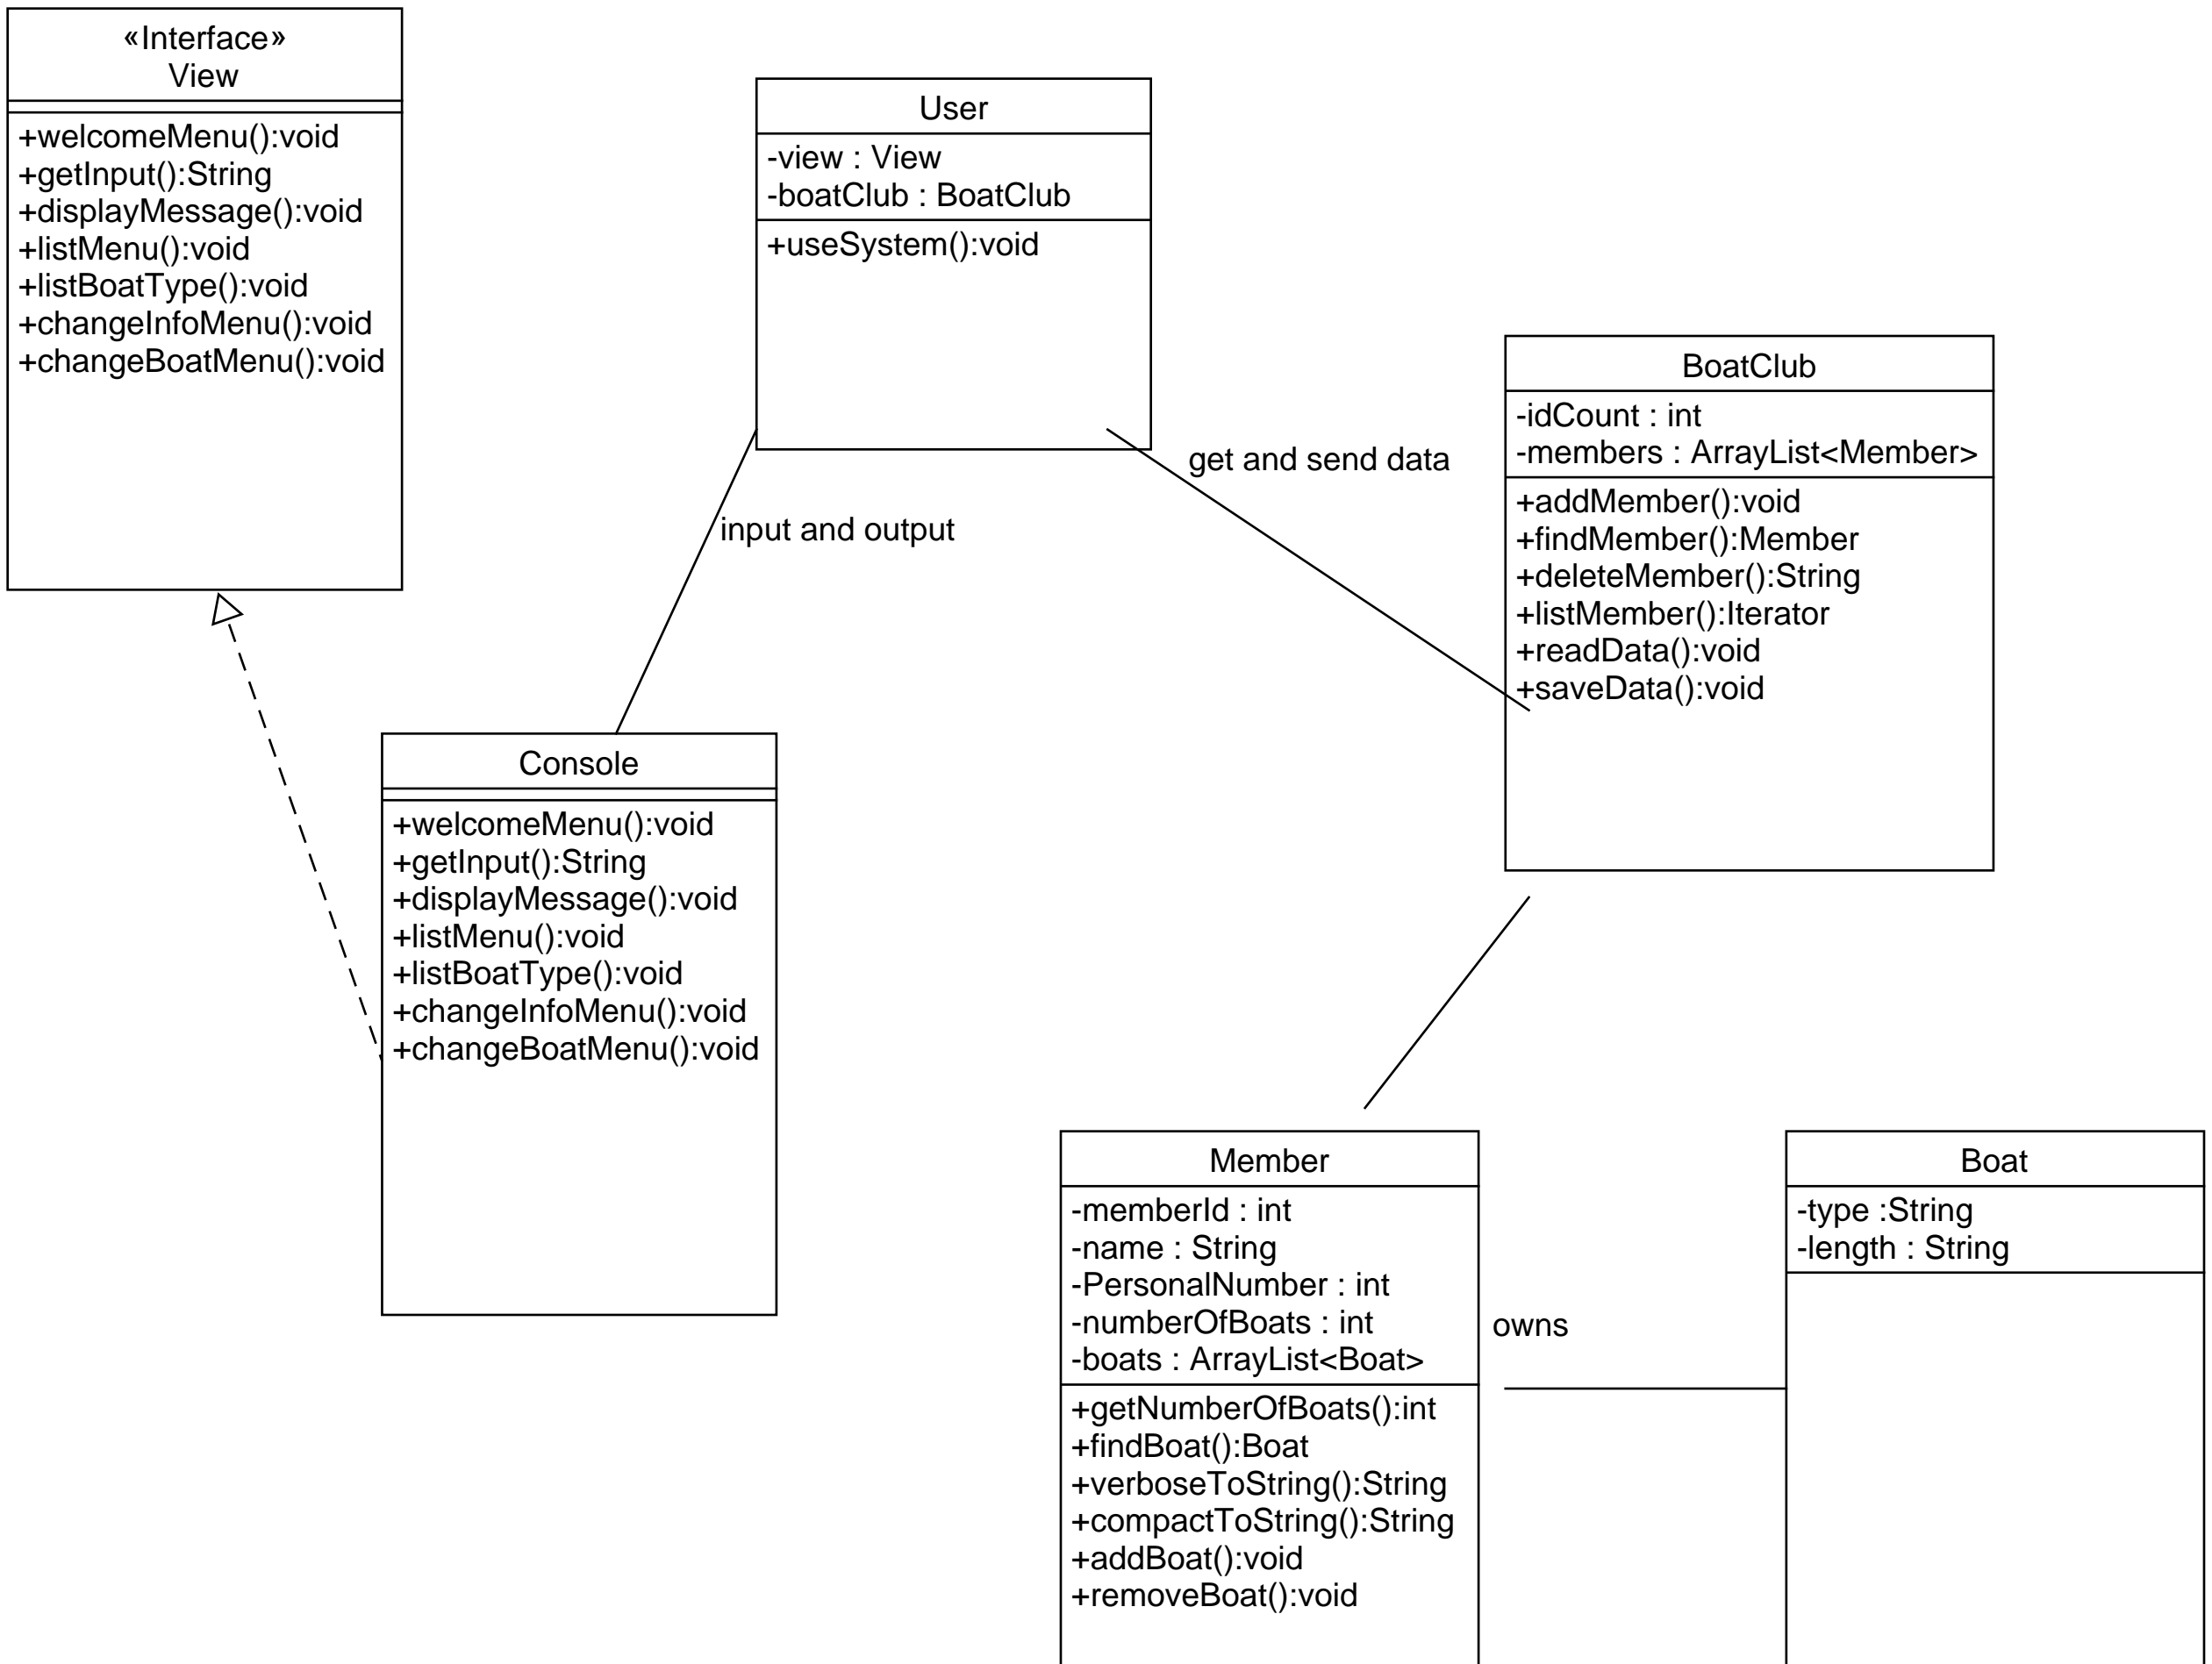 «Interface»
View
+welcomeMenu():void
+getInput():String
+displayMessage():void
+listMenu():void
+listBoatType():void
+changeInfoMenu():void
+changeBoatMenu():void
User
-view : View
-boatClub : BoatClub
+useSystem():void
get and send data
input and output
BoatClub
-idCount : int
-members : ArrayList<Member>
+addMember():void
+findMember():Member
+deleteMember():String
+listMember():Iterator
+readData():void
+saveData():void
Console
+welcomeMenu():void
+getInput():String
+displayMessage():void
+listMenu():void
+listBoatType():void
+changeInfoMenu():void
+changeBoatMenu():void
Member
-memberId : int
-name : String
-PersonalNumber : int
-numberOfBoats : int
-boats : ArrayList<Boat>
+getNumberOfBoats():int
+findBoat():Boat
+verboseToString():String
+compactToString():String
+addBoat():void
+removeBoat():void
owns
Boat
-type :String
-length : String